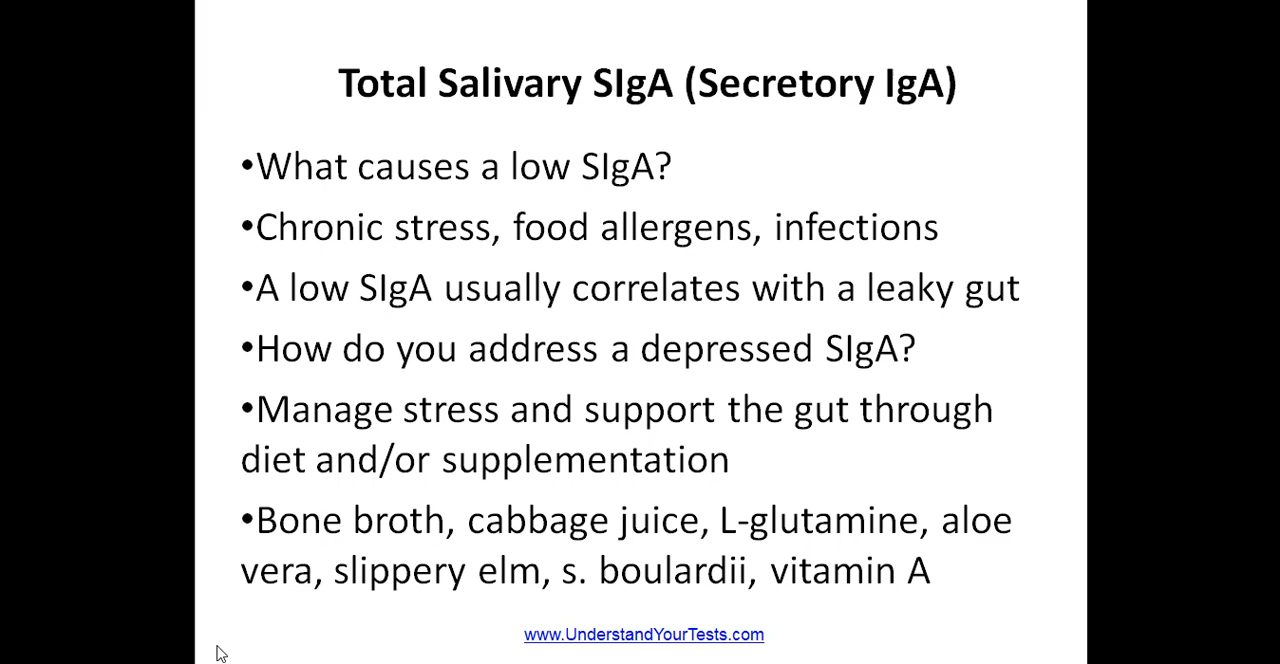 Total Salivary SIgA (Secretory IgA)
•What causes a low SIgA?
•Chronic stress, food allergens, infections
•A low SIgA usually correlates with a leaky gut
•How do you address a depressed SIgA?
•Manage stress and support the gut through
diet and/or supplementation
•Bone broth, cabbage juice, L-glutamine, aloe
vera, slippery elm, s. boulardii, vitamin A
www.UnderstandYourTests.com